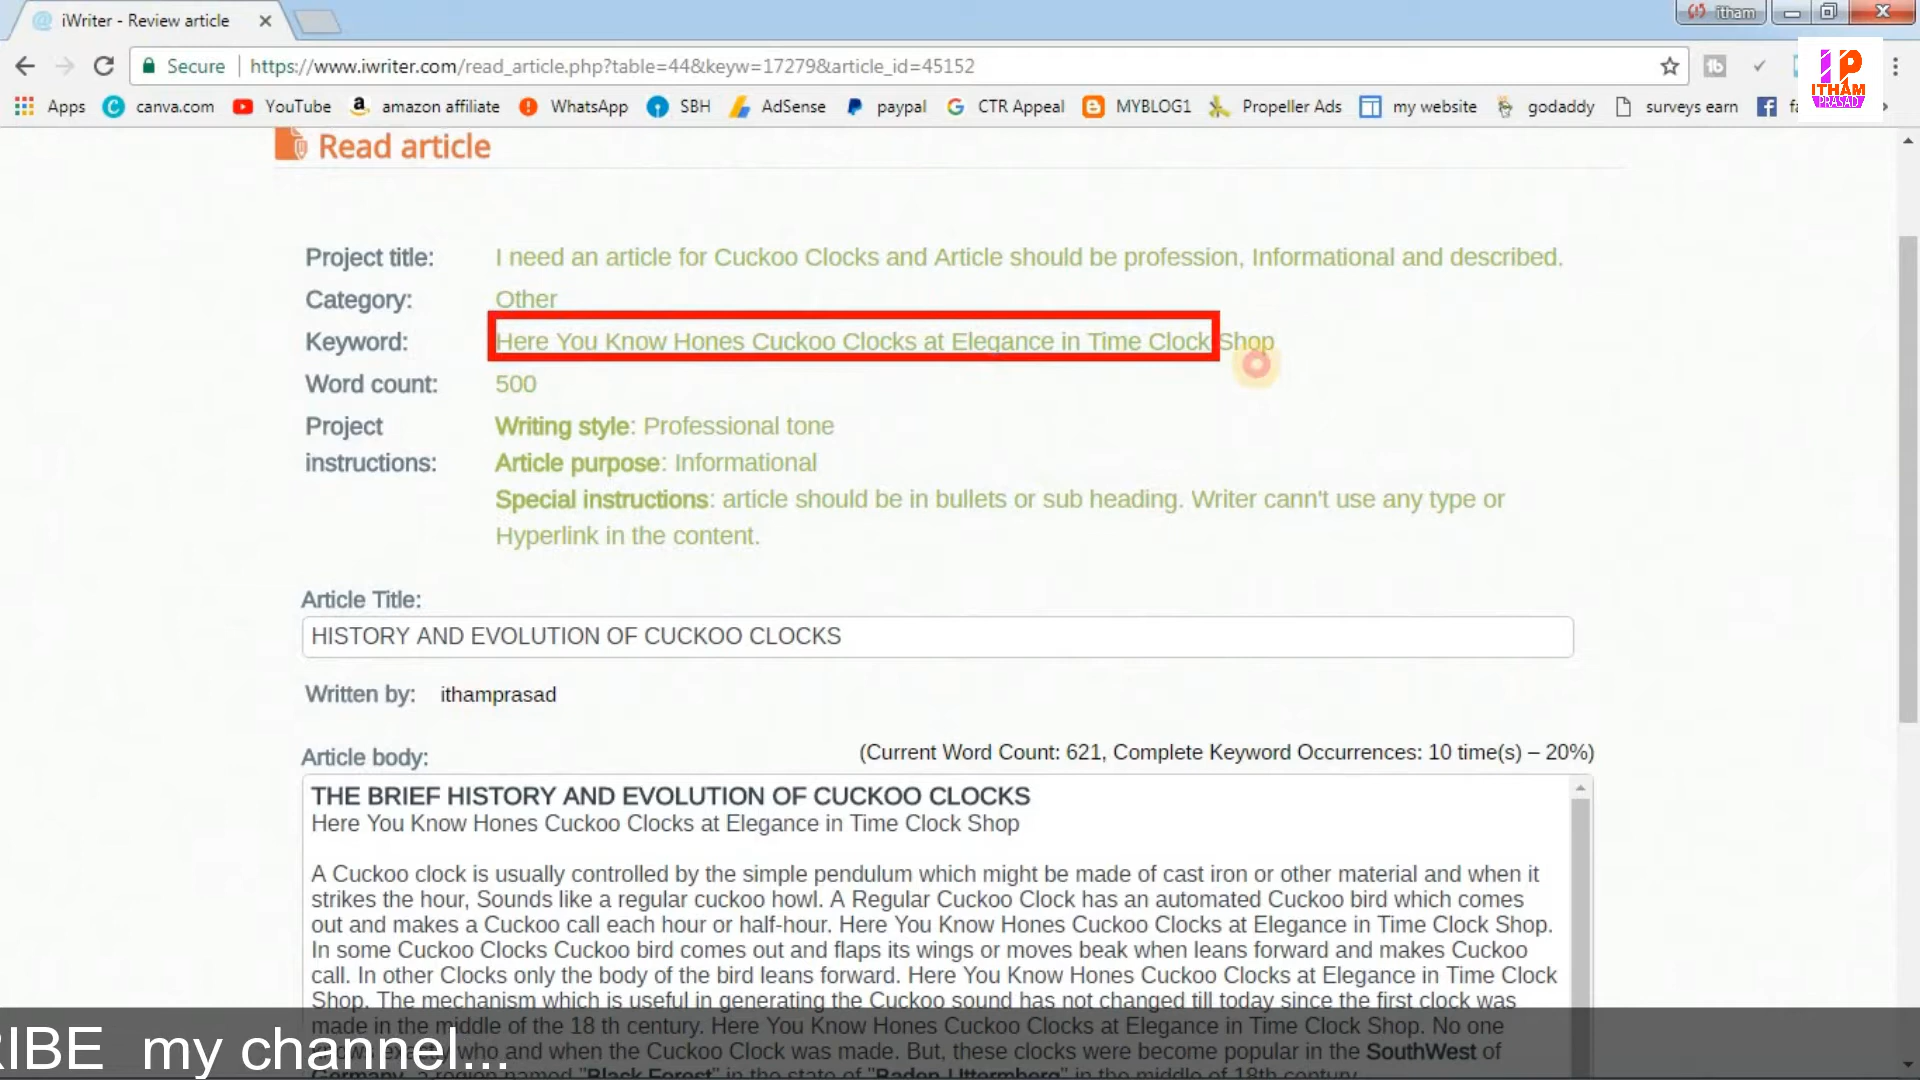 iWriter - Review article
itham
Secure
https://www.iwriter.com/read_article.php?table=44&keyw=17279&article_id=45152
ITHAM
PRASAD
Apps canva.com YouTube amazon affiliate WhatsApp SBH AdSense paypal CTR Appeal MYBLOG1 Propeller Ads my website godaddy surveys earn
Read article
Project title: I need an article for Cuckoo Clocks and Article should be profession, Informational and described.
Category: Other
Keyword: Here You Know Hones Cuckoo Clocks at Elegance in Time Clock Shop
Word count: 500
Project Writing style: Professional tone
instructions: Article purpose: Informational
Special instructions: article should be in bullets or sub heading. Writer cann't use any type or
Hyperlink in the content.
Article Title:
HISTORY AND EVOLUTION OF CUCKOO CLOCKS
Written by: ithamprasad
Article body: (Current Word Count: 621, Complete Keyword Occurrences: 10 time(s) – 20%)
THE BRIEF HISTORY AND EVOLUTION OF CUCKOO CLOCKS
Here You Know Hones Cuckoo Clocks at Elegance in Time Clock Shop
A Cuckoo clock is usually controlled by the simple pendulum which might be made of cast iron or other material and when it
strikes the hour, Sounds like a regular cuckoo howl. A Regular Cuckoo Clock has an automated Cuckoo bird which comes
out and makes a Cuckoo call each hour or half-hour. Here You Know Hones Cuckoo Clocks at Elegance in Time Clock Shop.
In some Cuckoo Clocks Cuckoo bird comes out and flaps its wings or moves beak when leans forward and makes Cuckoo
call. In other Clocks only the body of the bird leans forward. Here You Know Hones Cuckoo Clocks at Elegance in Time Clock
Shop. The mechanism which is useful in generating the Cuckoo sound has not changed till today since the first clock was
made in the middle of the 18 th century. Here You Know Hones Cuckoo Clocks at Elegance in Time Clock Shop. No one
who and when the Cuckoo Clock was made. But, these clocks were become popular in the SouthWest of
Germany, a region named "Black Forest" in the state of in the middle of 18th century.
RIBE my channel...